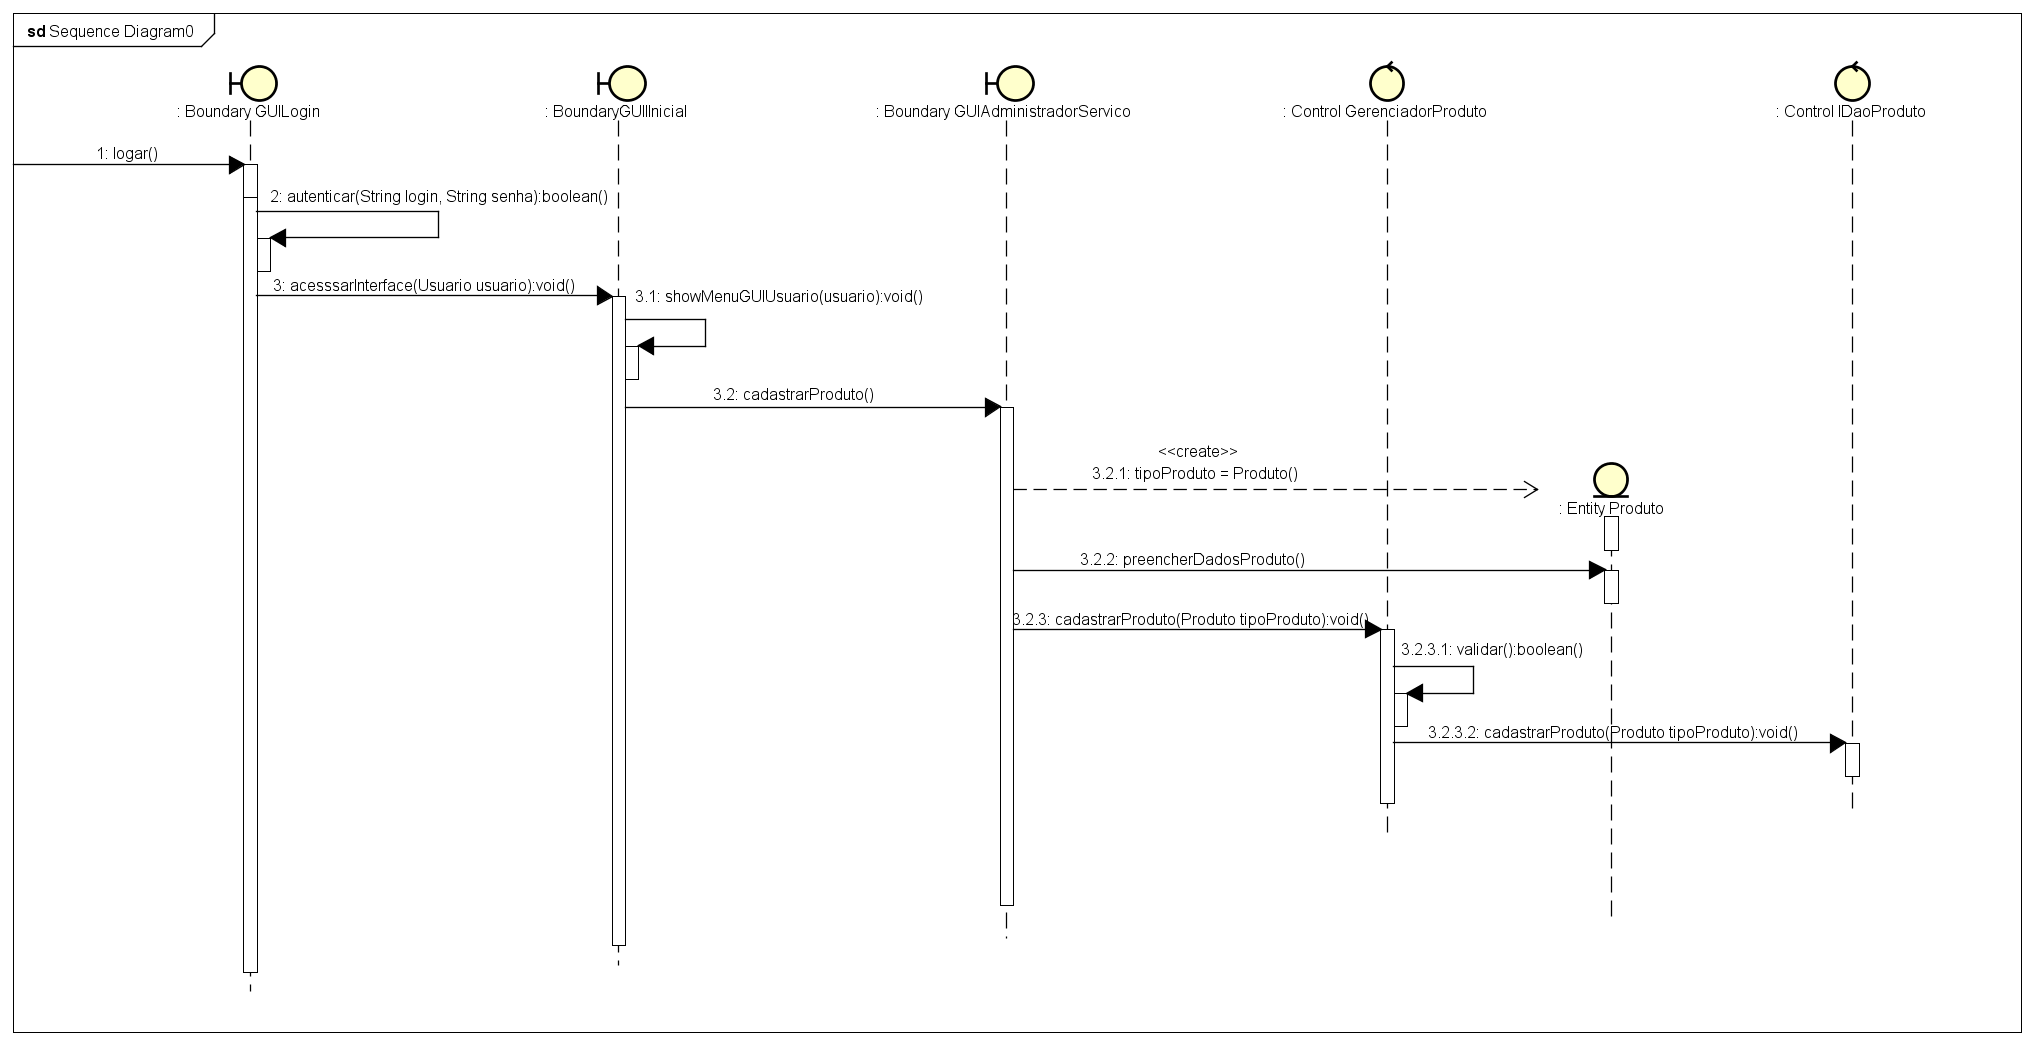 sd Sequence Diagram0
: Boundary GUILogin
: BoundaryGUIInicial
: Boundary GUIAdministradorServico
: Control GerenciadorProduto
: Control IDaoProduto
1: logar()
2: autenticar(String login, String senha):boolean()
3: acesssarInterface(Usuario usuario):void()
3.1: showMenuGUIUsuario(usuario):void()
3.2: cadastrarProduto()
<<create>>
3.2.1: tipoProduto = Produto()
: Entity Produto
3.2.2: preencherDadosProduto()
3.2.3: cadastrarProduto(Produto tipoProduto):void()
3.2.3.1: validar():boolean()
3.2.3.2: cadastrarProduto(Produto tipoProduto):void()